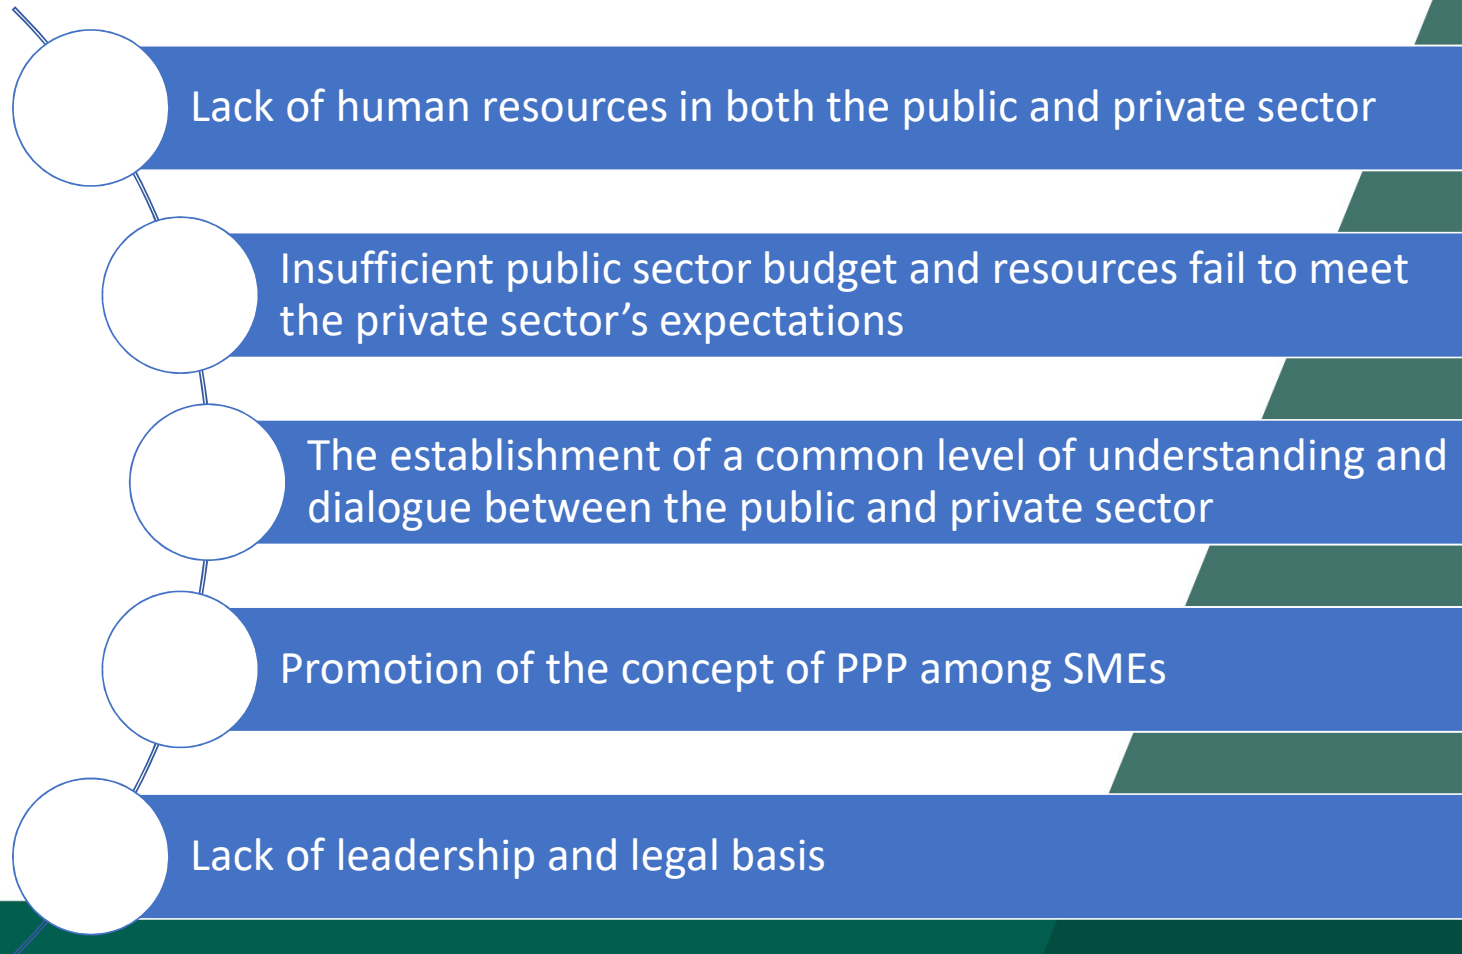 Lack of human resources in both the public and private sector
Insufficient public sector budget and resources fail to meet
the private sector’s expectations
The establishment of a common level of understanding and
dialogue between the public and private sector
Promotion of the concept of PPP among SMEs
Lack of leadership and legal basis